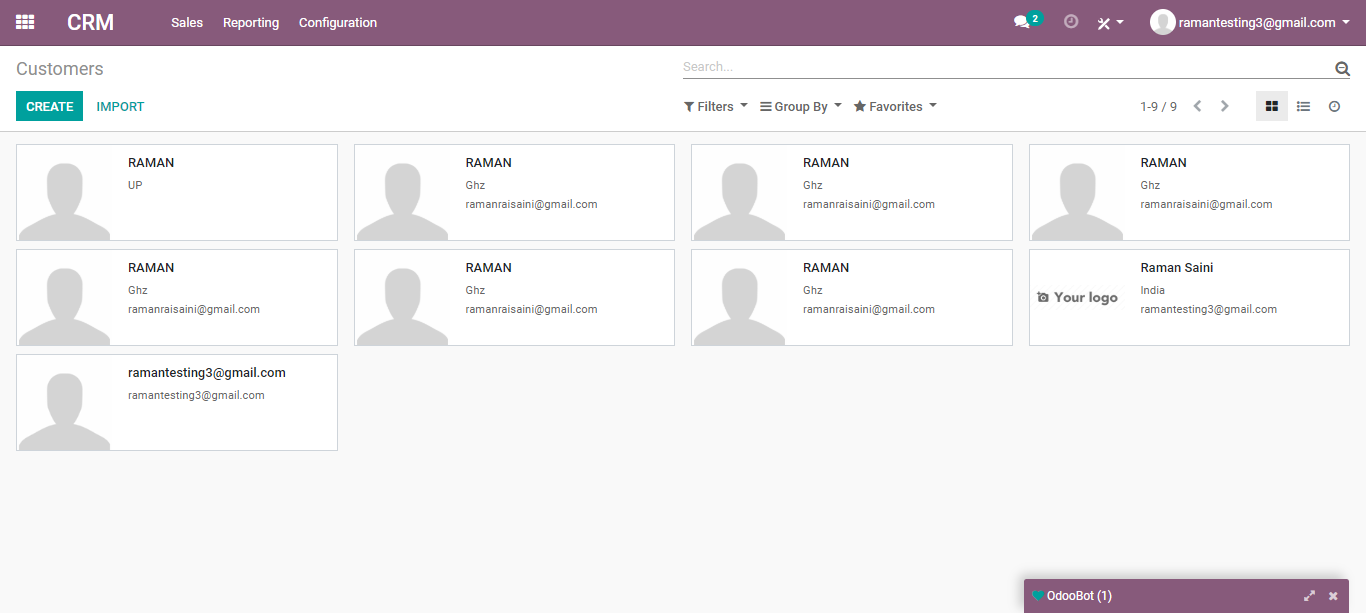 CRM Sales Reporting Configuration 2 ramantesting3@gmail.com
Customers Search...
CREATE IMPORT Filters Group By Favorites 1-9 / 9
RAMAN
UP
RAMAN
Ghz
ramanraisaini@gmail.com
RAMAN
Ghz
ramanraisaini@gmail.com
RAMAN
Ghz
ramanraisaini@gmail.com
RAMAN
Ghz
ramanraisaini@gmail.com
RAMAN
Ghz
ramanraisaini@gmail.com
RAMAN
Ghz
ramanraisaini@gmail.com
Your logo
Raman Saini
India
ramantesting3@gmail.com
ramantesting3@gmail.com
ramantesting3@gmail.com
OdooBot (1)